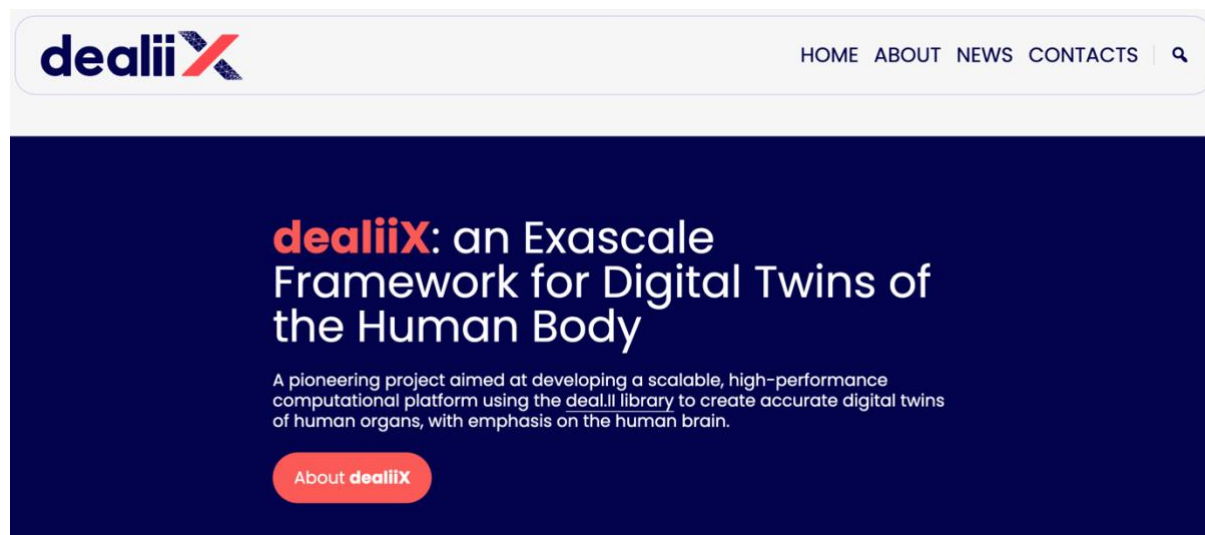 dealiiX
HOME ABOUT NEWS CONTACTS
dealiiX: an Exascale
Framework for Digital Twins of
the Human Body
A pioneering project aimed at developing a scalable, high-performance
computational platform using the deal.II library to create accurate digital twins
of human organs, with emphasis on the human brain.
About dealiiX